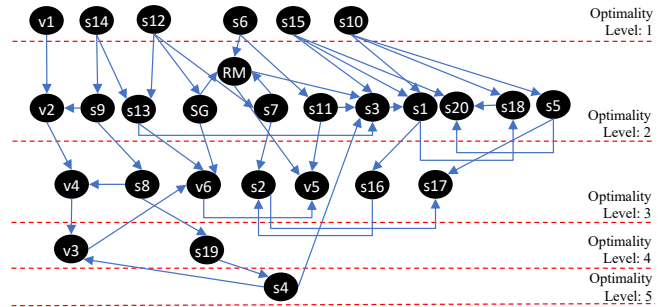 v1 s14 s12 s6 s15 s10 Optimality
Level: 1
RM
v2 s9 s13 SG s7 s11 s3 s1 s20 s18 s5 Optimality
Level: 2
v4 s8 v6 s2 v5 s16 s17
Optimality
Level: 3
v3 s19 Optimality
Level: 4
s4 Optimality
Level: 5